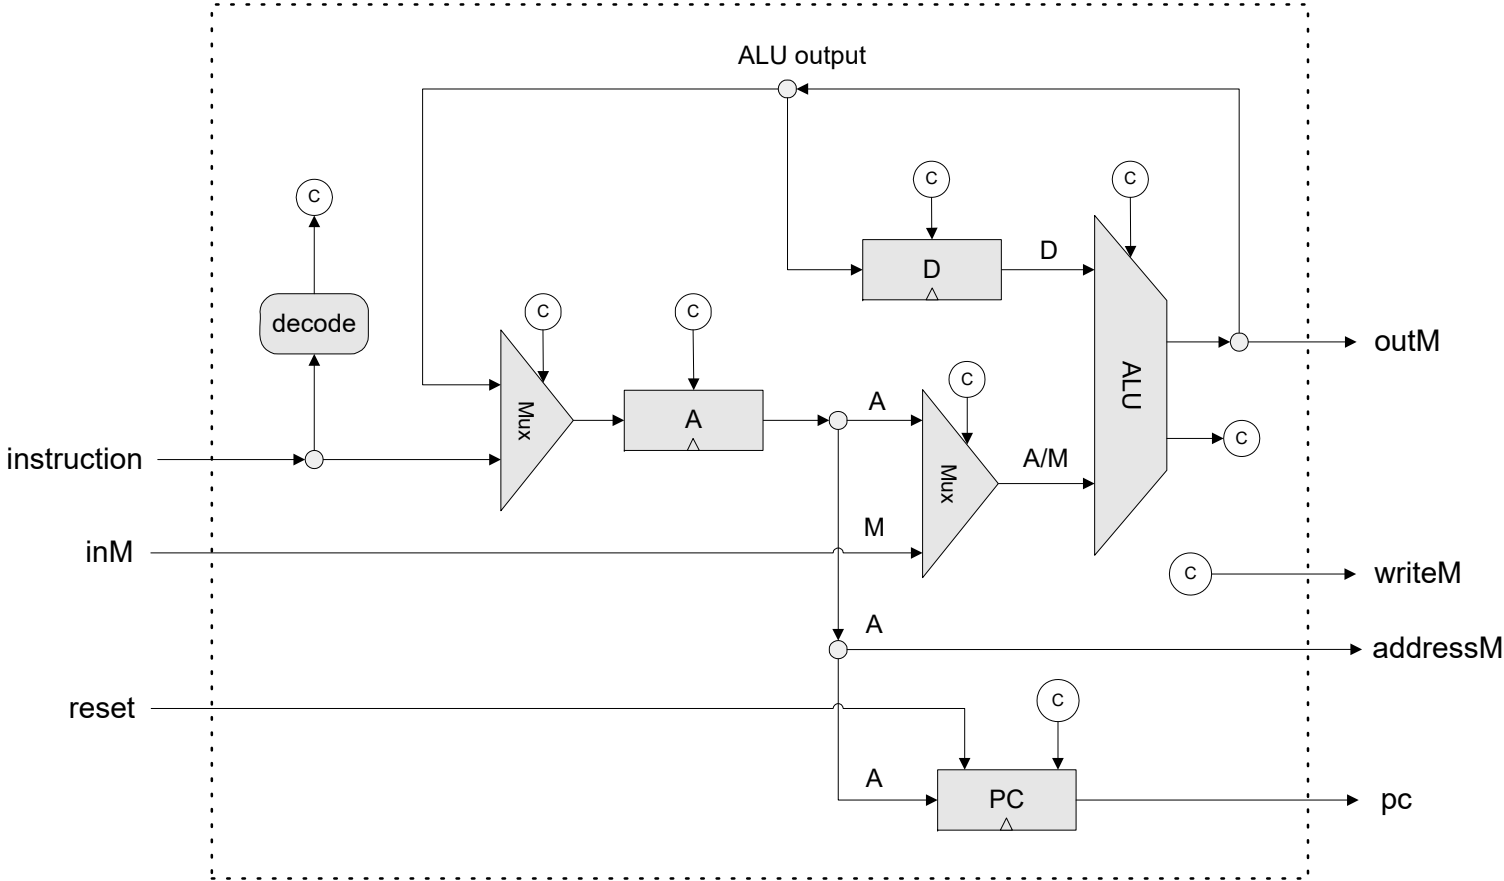 ALU output
C
C
C
D
D
decode
C
C
outM
ALU
C
Mux
A
A
Mux
A/M
C
instruction
M
inM
C
writeM
A
addressM
reset
C
A
PC
pc